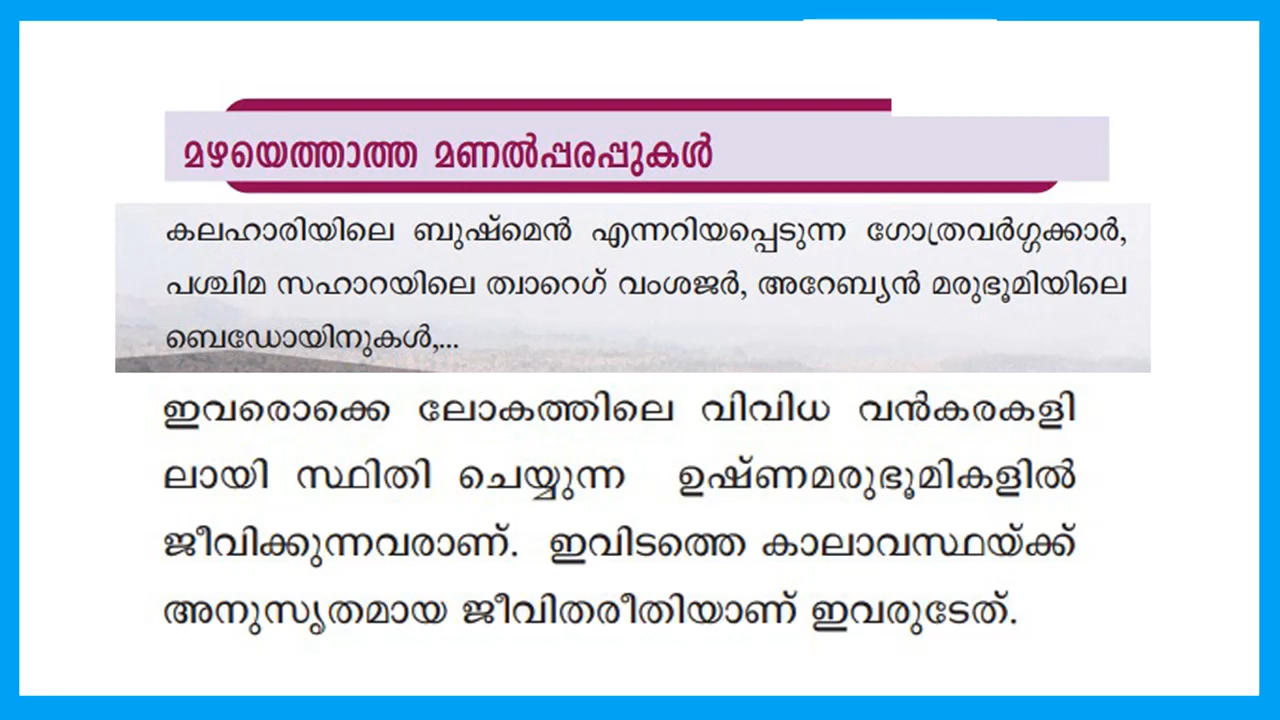 മഴയെത്താത്ത മണൽപ്പരപ്പുകൾ
കലഹാരിയിലെ ബുഷ്മെൻ എന്നറിയപ്പെടുന്ന ഗോത്രവർഗ്ഗക്കാർ,
പശ്ചിമ സഹാറയിലെ ത്വാറെഗ് വംശജർ, അറേബ്യൻ മരുഭൂമിയിലെ
ബെഡോയിനുകൾ,...
ഇവരൊക്കെ ലോകത്തിലെ വിവിധ വൻകരകളി
ലായി സ്ഥിതി ചെയ്യുന്ന ഉഷ്ണമരുഭൂമികളിൽ
ജീവിക്കുന്നവരാണ്. ഇവിടത്തെ കാലാവസ്ഥയ്ക്ക്
അനുസൃതമായ ജീവിതരീതിയാണ് ഇവരുടേത്.